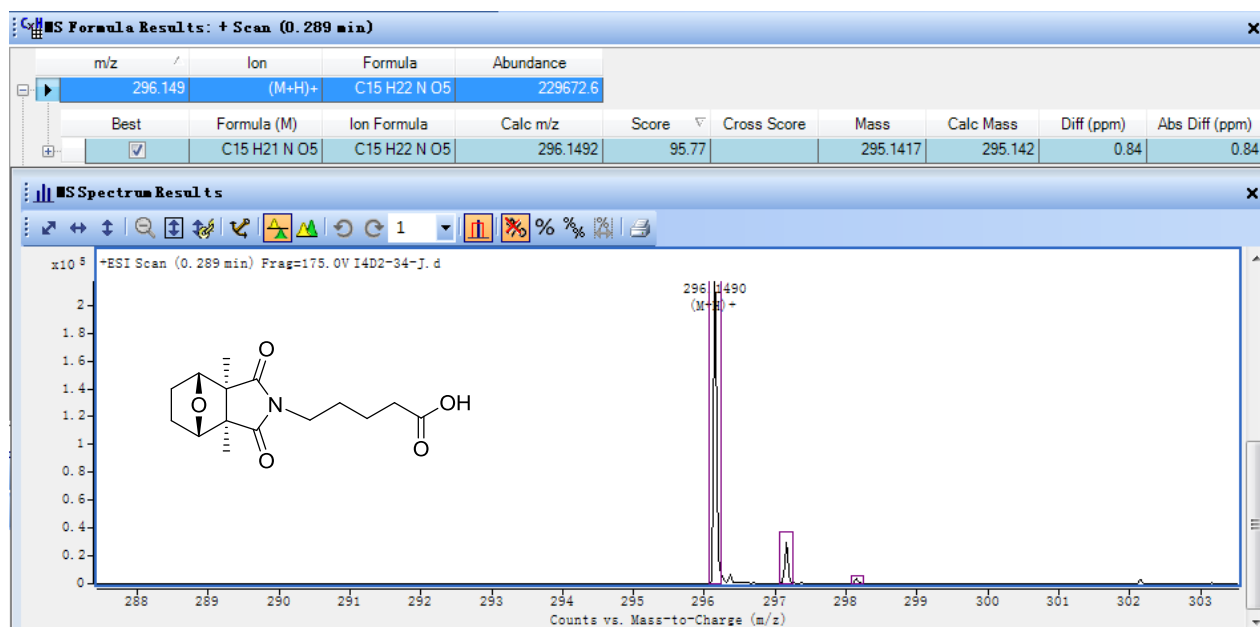 MS Formula Results: + Scan (0.289 min)
m/z Ion Formula Abundance
296.149 (M+H)+ C15 H22 N O5 229672.6
Best Formula (M) Ion Formula Calc m/z Score Cross Score Mass Calc Mass Diff (ppm) Abs Diff (ppm)
C15 H21 N O5 C15 H22 N O5 296.1492 95.77 295.1417 295.142 0.84 0.84
MS Spectrum Results
1 % %
x10 5 +ESI Scan (0.289 min) Frag=175.0V I4D2-34-J.d
296.1490
(M+H)+
2
1.8
1.6
1.4
1.2
1
0.8
0.6
0.4
0.2
0
O
O
N
O
OH
O
288 289 290 291 292 293 294 295 296 297 298 299 300 301 302 303
Counts vs. Mass-to-Charge (m/z)